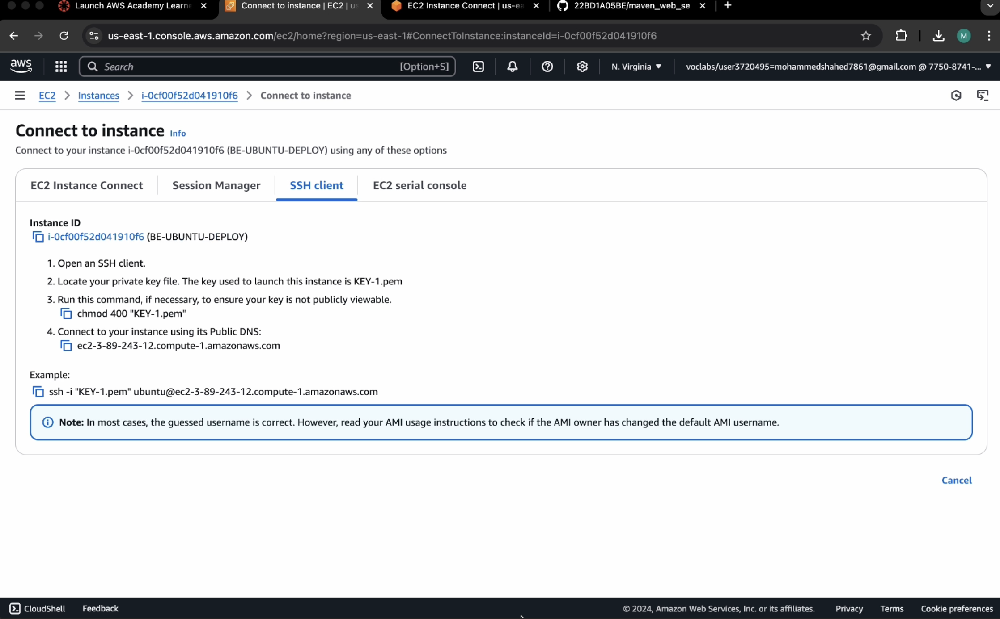 Launch AWS Academy Learne
Connect to instance | EC2 | us
EC2 Instance Connect | us-ea
22BD1A05BE/maven_web_se
us-east-1.console.aws.amazon.com/ec2/home?region=us-east-1#ConnectToInstance:instanceId=i-0cf00f52d041910f6
M
aws
Search
[Option+S]
N. Virginia
voclabs/user3720495=mohammedshahed7861@gmail.com @ 7750-8741-...
EC2 > Instances > i-0cf00f52d041910f6 > Connect to instance
Connect to instance Info
Connect to your instance i-0cf00f52d041910f6 (BE-UBUNTU-DEPLOY) using any of these options
EC2 Instance Connect
Session Manager
SSH client
EC2 serial console
Instance ID
i-0cf00f52d041910f6 (BE-UBUNTU-DEPLOY)
1. Open an SSH client.
2. Locate your private key file. The key used to launch this instance is KEY-1.pem
3. Run this command, if necessary, to ensure your key is not publicly viewable.
chmod 400 "KEY-1.pem"
4. Connect to your instance using its Public DNS:
ec2-3-89-243-12.compute-1.amazonaws.com
Example:
ssh -i "KEY-1.pem" ubuntu@ec2-3-89-243-12.compute-1.amazonaws.com
Note: In most cases, the guessed username is correct. However, read your AMI usage instructions to check if the AMI owner has changed the default AMI username.
Cancel
CloudShell
Feedback
© 2024, Amazon Web Services, Inc. or its affiliates.
Privacy
Terms
Cookie preferences